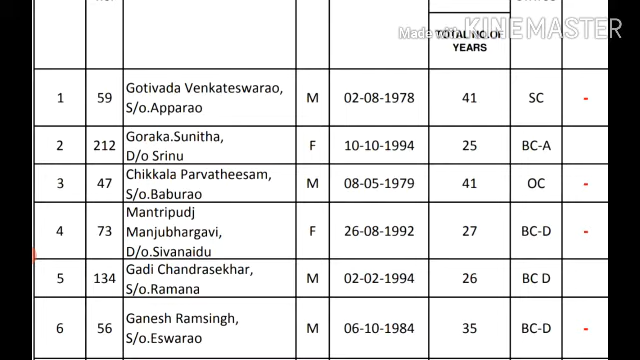 Made with KINEMASTER
TOTAL NO.OF
YEARS
1 59 Gotivada Venkateswarao, S/o.Apparao M 02-08-1978 41 SC -
2 212 Goraka.Sunitha, D/o Srinu F 10-10-1994 25 BC-A
3 47 Chikkala Parvatheesam, S/o.Baburao M 08-05-1979 41 OC -
4 73 Mantripudj Manjubhargavi, D/o.Sivanaidu F 26-08-1992 27 BC-D -
5 134 Gadi Chandrasekhar, S/o.Ramana M 02-02-1994 26 BC D
6 56 Ganesh Ramsingh, S/o.Eswarao M 06-10-1984 35 BC-D -